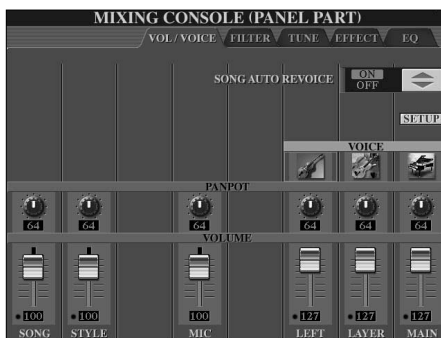 MIXING CONSOLE (PANEL PART)
VOL / VOICE FILTER TUNE EFFECT EQ
SONG AUTO REVOICE ON
OFF
SETUP
VOICE
PANPOT
64 64 64 64 64 64
VOLUME
100 100 100 127 127 127
SONG STYLE MIC LEFT LAYER MAIN